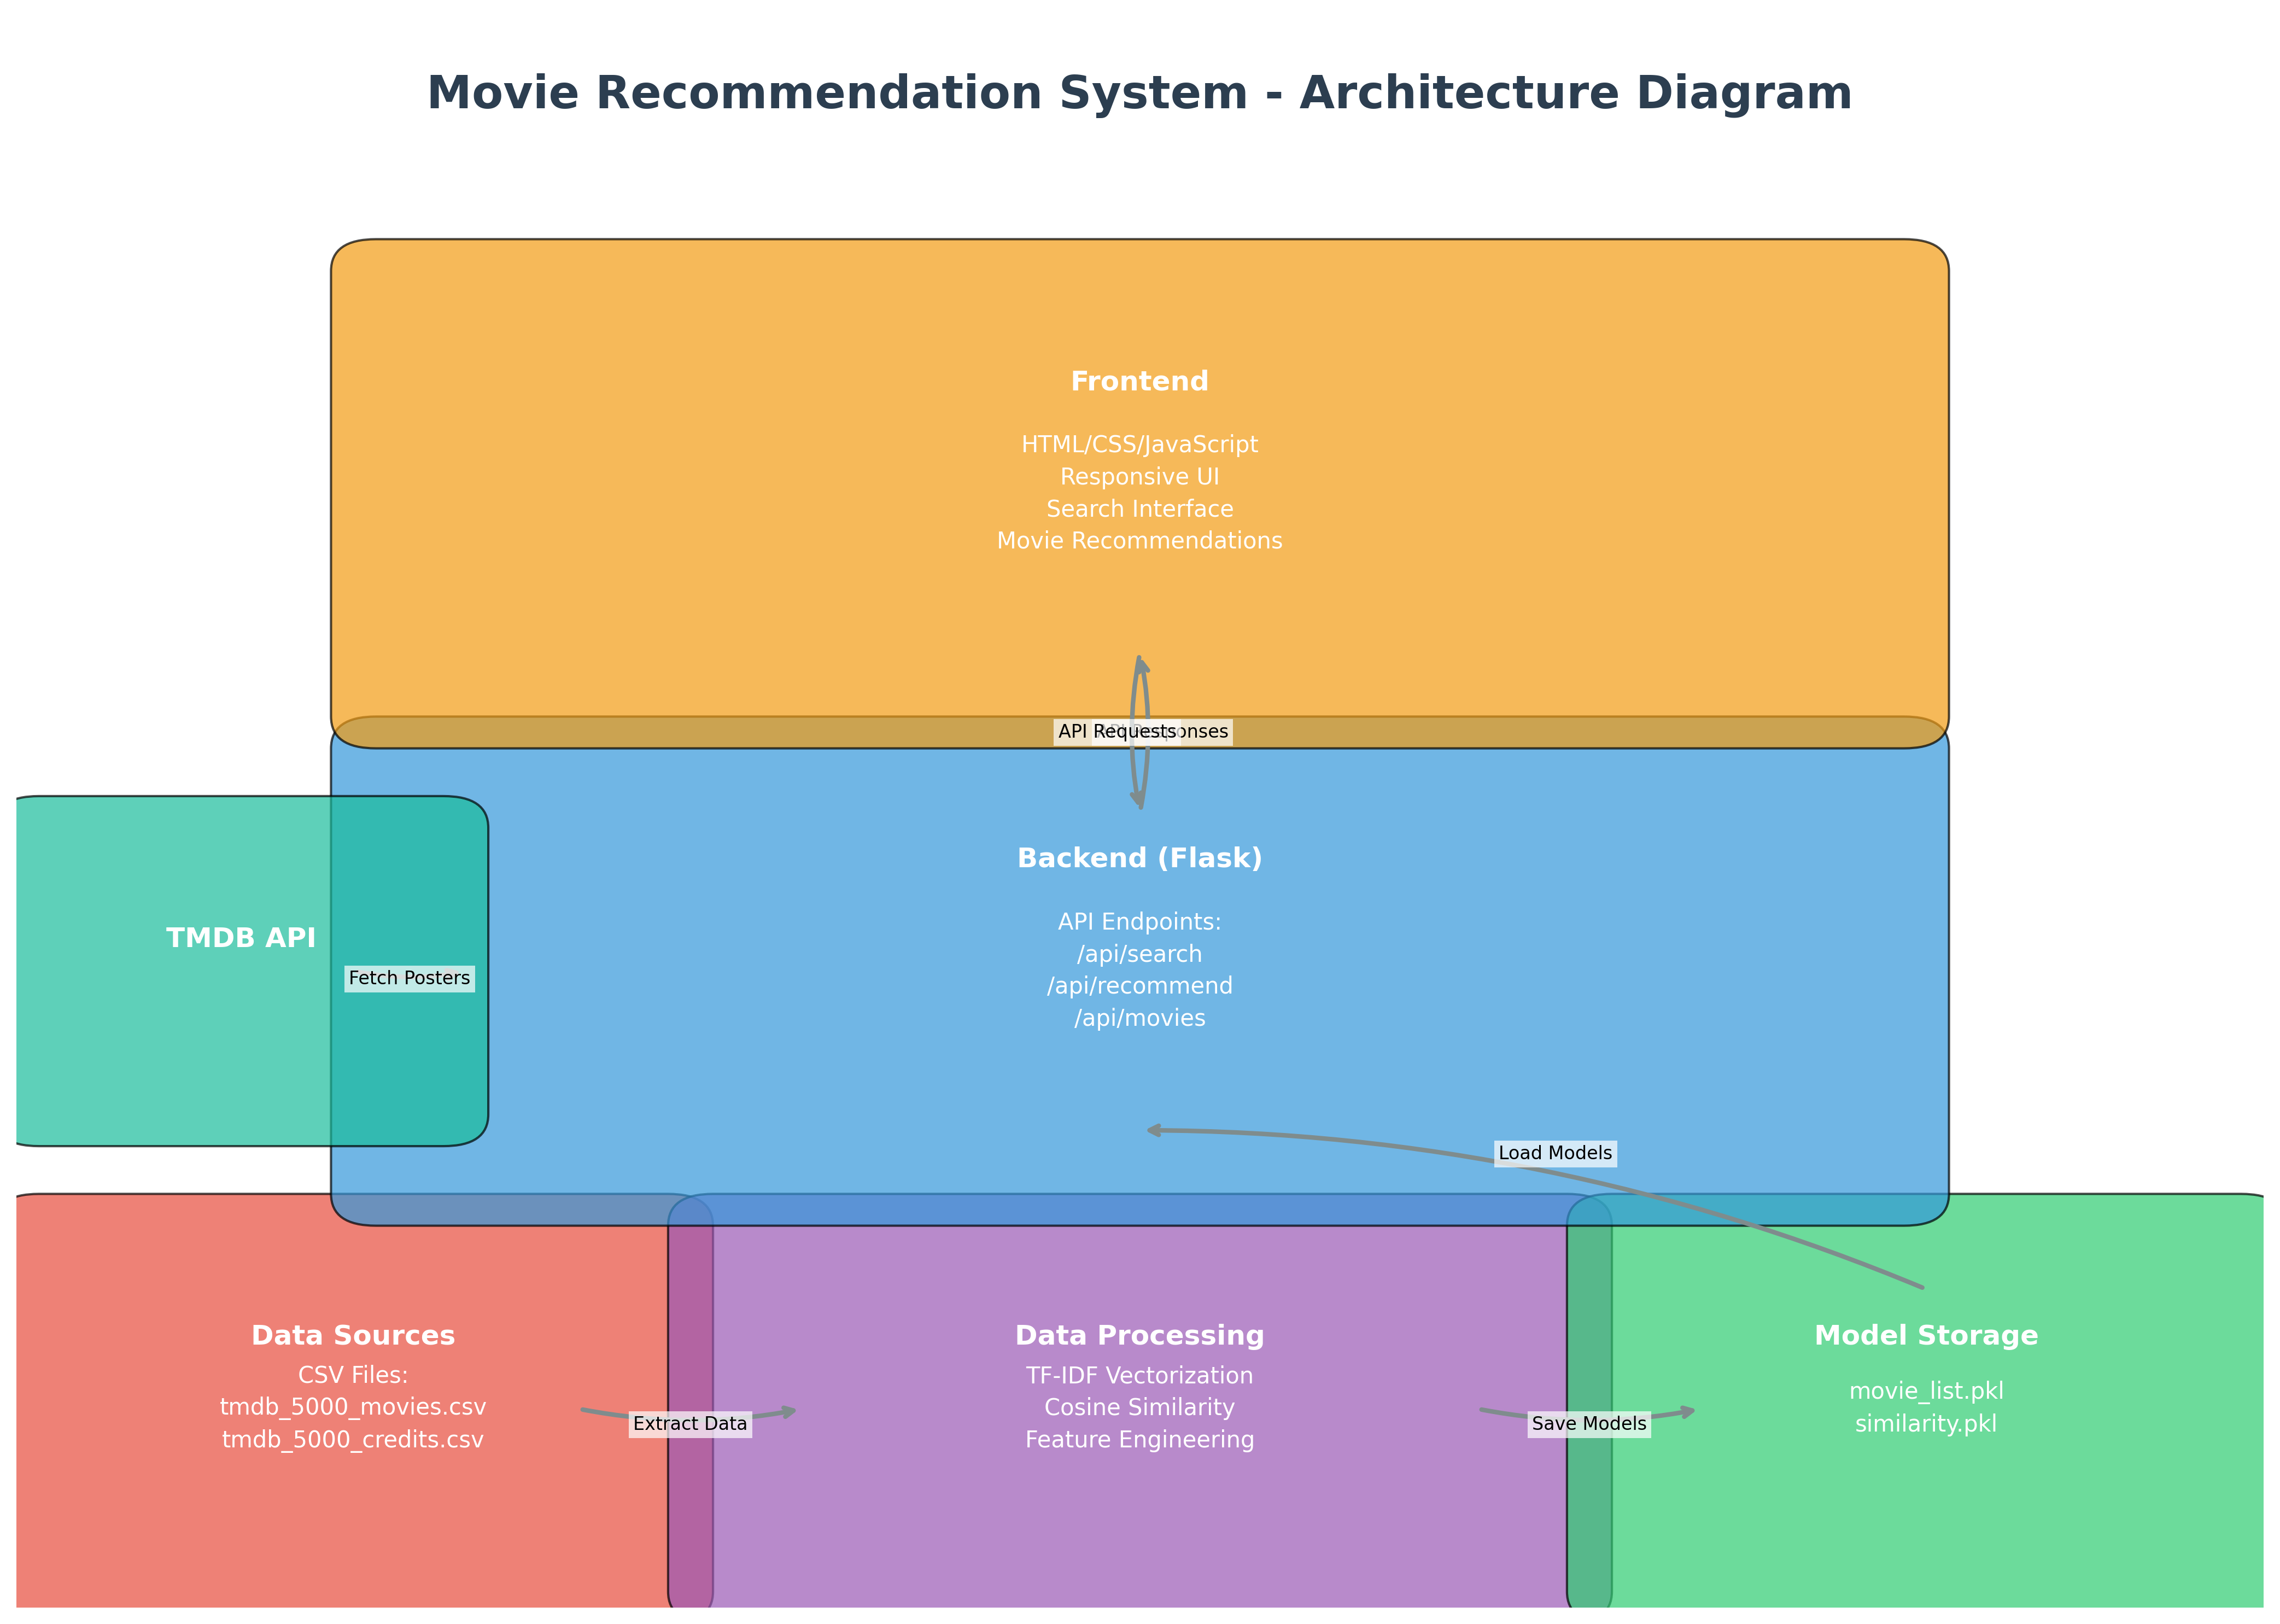 Movie Recommendation System - Architecture Diagram
Frontend
HTML/CSS/JavaScript
Responsive UI
Search Interface
Movie Recommendations
API Requests
Backend (Flask)
API Endpoints:
/api/search
/api/recommend
/api/movies
TMDB API
Fetch Posters
Load Models
Data Sources
CSV Files:
tmdb_5000_movies.csv
tmdb_5000_credits.csv
Extract Data
Data Processing
TF-IDF Vectorization
Cosine Similarity
Feature Engineering
Save Models
Model Storage
movie_list.pkl
similarity.pkl